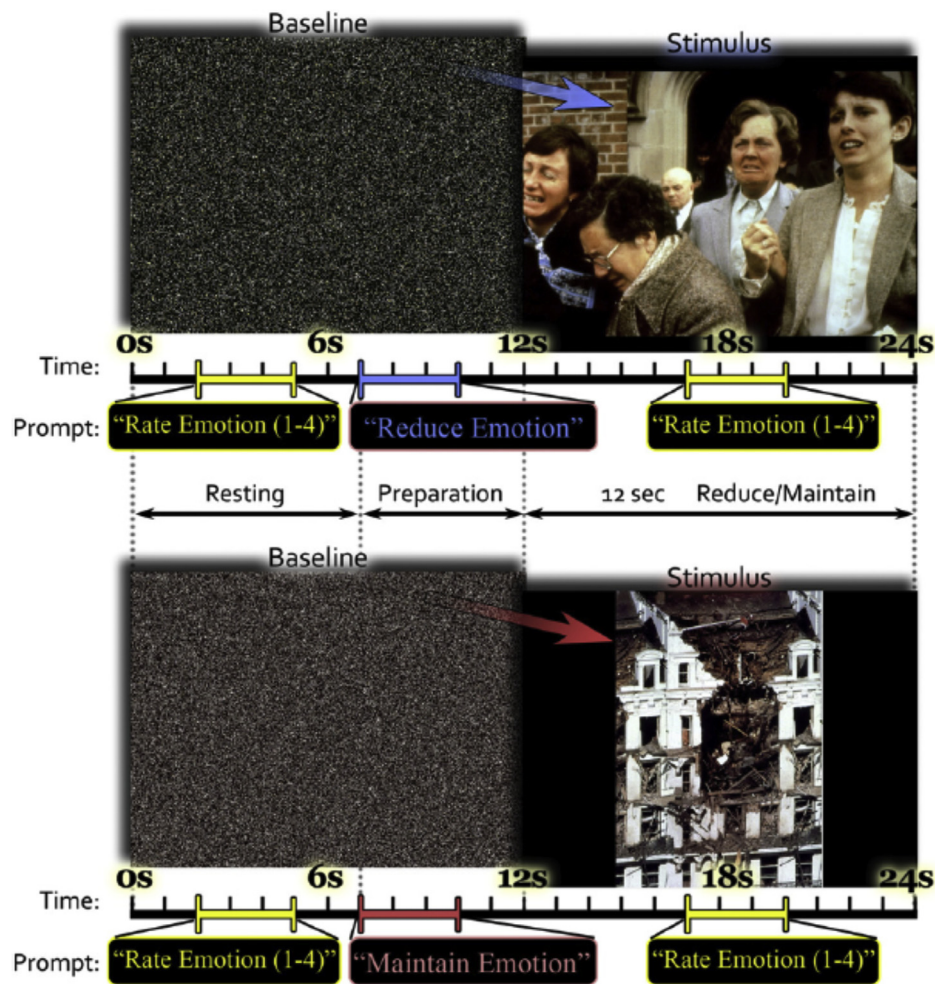 Baseline
Stimulus
0s 6s 12s 18s 24s
Time:
Prompt: “Rate Emotion (1-4)” “Reduce Emotion” “Rate Emotion (1-4)”
Resting Preparation 12 sec Reduce/Maintain
Baseline
Stimulus
0s 6s 12s 18s 24s
Time:
Prompt: “Rate Emotion (1-4)” “Maintain Emotion” “Rate Emotion (1-4)”